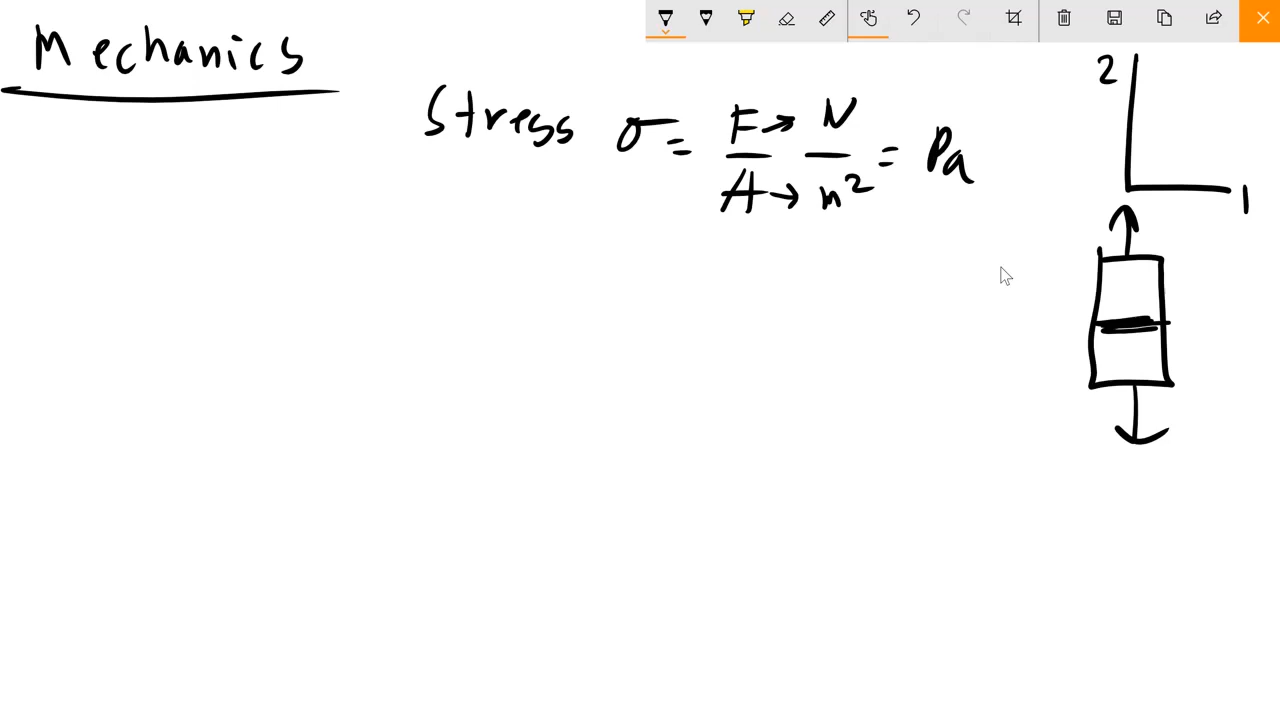 Mechanics
Stress σ = F/A → N/m² = Pa
2
1